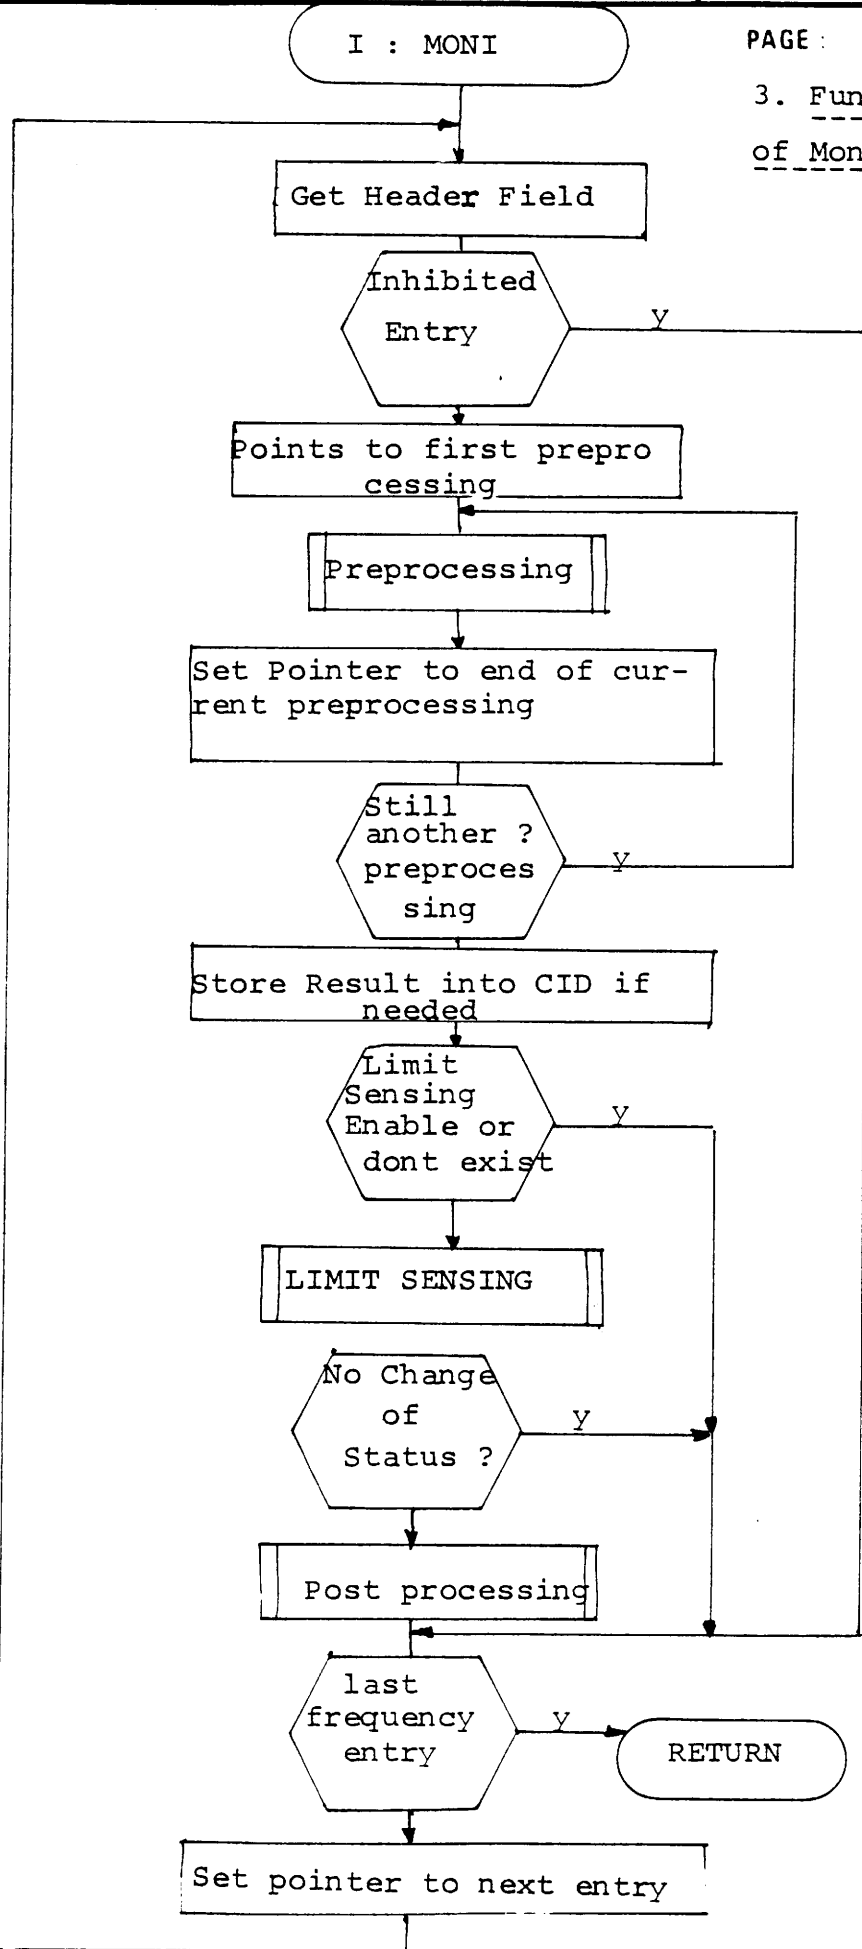 I : MONI
PAGE :
3. Fun
of Mon
Get Header Field
Inhibited
Entry
y
Points to first prepro
cessing
Preprocessing
Set Pointer to end of cur-
rent preprocessing
Still
another ?
preproces
sing
y
Store Result into CID if
needed
Limit
Sensing
Enable or
dont exist
y
LIMIT SENSING
No Change
of
Status ?
y
Post processing
last
frequency
entry
y
RETURN
Set pointer to next entry